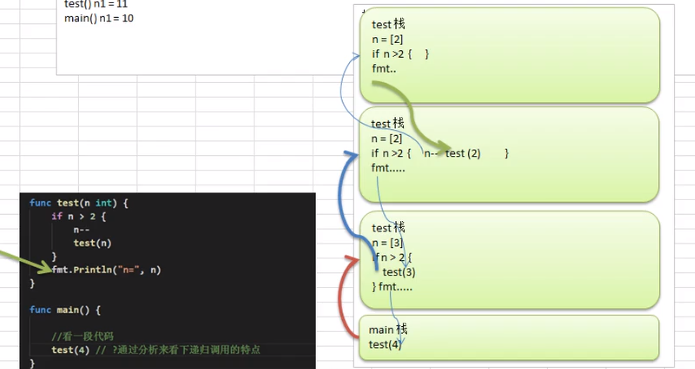 test() n1 = 11
main() n1 = 10
test 栈
n = [2]
if n >2 { }
fmt..
test 栈
n = [2]
if n >2 { n-- test (2) }
fmt.....
test 栈
n = [3]
if n > 2 {
test(3)
} fmt.....
main 栈
test(4)
func test(n int) {
if n > 2 {
n--
test(n)
}
fmt.Println("n=", n)
}
func main() {
//看一段代码
test(4) // ?通过分析来看下递归调用的特点
}